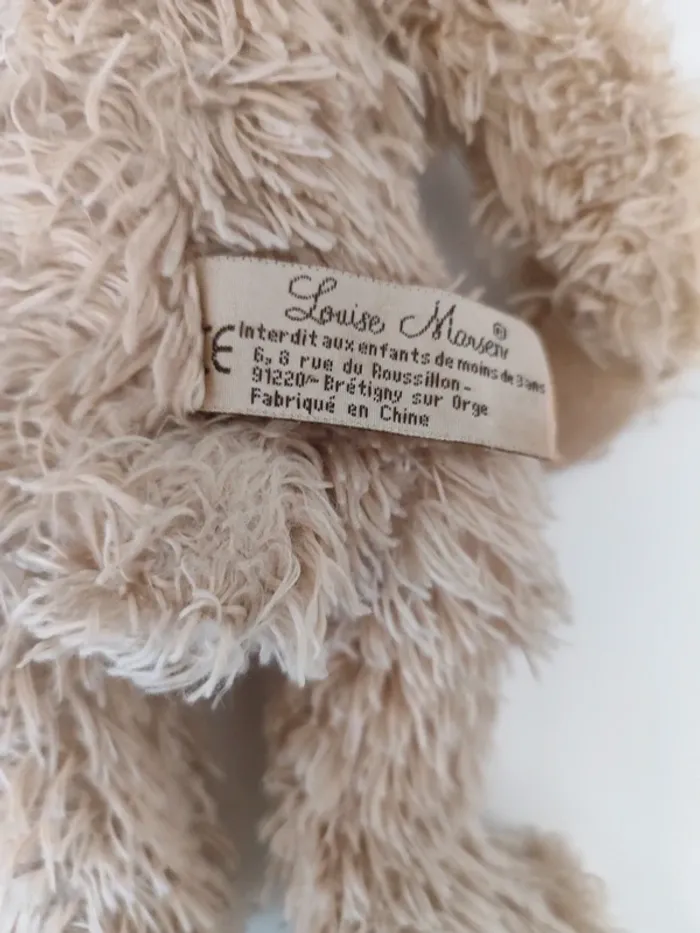 Louise Mansen®
CE
Interdit aux enfants de moins de 3 ans
6, 8 rue du Roussillon -
91220 Brétigny sur Orge
Fabriqué en Chine